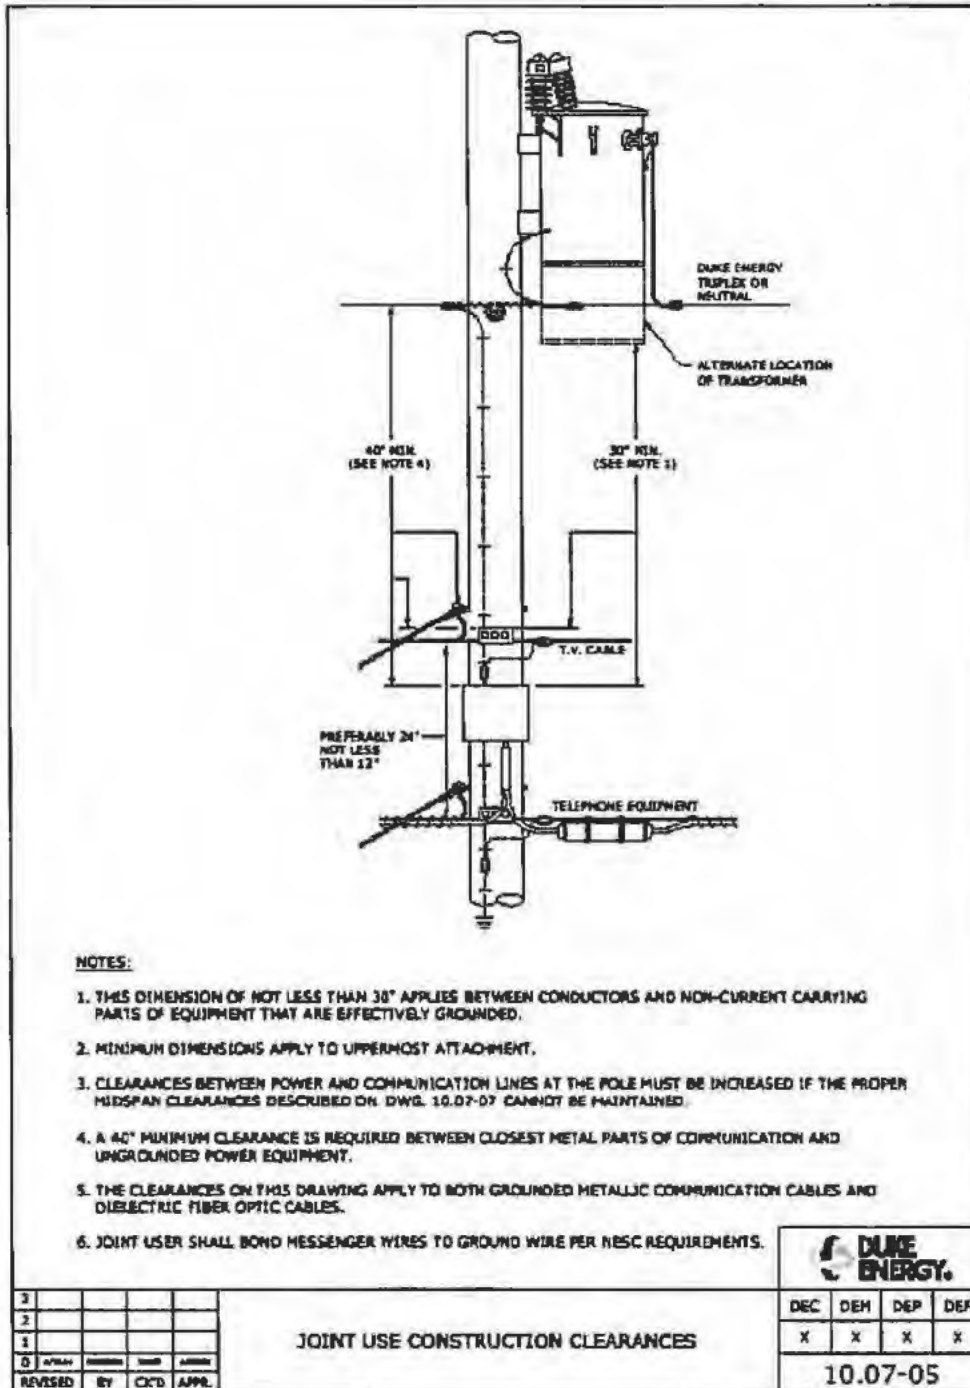 DUKE ENERGY
TRIPLEX OR
NEUTRAL
ALTERNATE LOCATION
OF TRANSFORMER
40" MIN.
(SEE NOTE 4)
30" MIN.
(SEE NOTE 1)
T.V. CABLE
PREFERABLY 24"
NOT LESS
THAN 12"
TELEPHONE EQUIPMENT
NOTES:
1. THIS DIMENSION OF NOT LESS THAN 30" APPLIES BETWEEN CONDUCTORS AND NON-CURRENT CARRYING
PARTS OF EQUIPMENT THAT ARE EFFECTIVELY GROUNDED.
2. MINIMUM DIMENSIONS APPLY TO UPPERMOST ATTACHMENT.
3. CLEARANCES BETWEEN POWER AND COMMUNICATION LINES AT THE POLE MUST BE INCREASED IF THE PROPER
MIDSPAN CLEARANCES DESCRIBED ON DWG. 10.07-07 CANNOT BE MAINTAINED.
4. A 40" MINIMUM CLEARANCE IS REQUIRED BETWEEN CLOSEST METAL PARTS OF COMMUNICATION AND
UNGROUNDED POWER EQUIPMENT.
5. THE CLEARANCES ON THIS DRAWING APPLY TO BOTH GROUNDED METALLIC COMMUNICATION CABLES AND
DIELECTRIC FIBER OPTIC CABLES.
6. JOINT USER SHALL BOND MESSENGER WIRES TO GROUND WIRE PER NESC REQUIREMENTS.
DUKE
ENERGY.
3
2
1
0
REVISED BY CK'D APPR.
JOINT USE CONSTRUCTION CLEARANCES
DEC DEM DEP DEF
X X X X
10.07-05